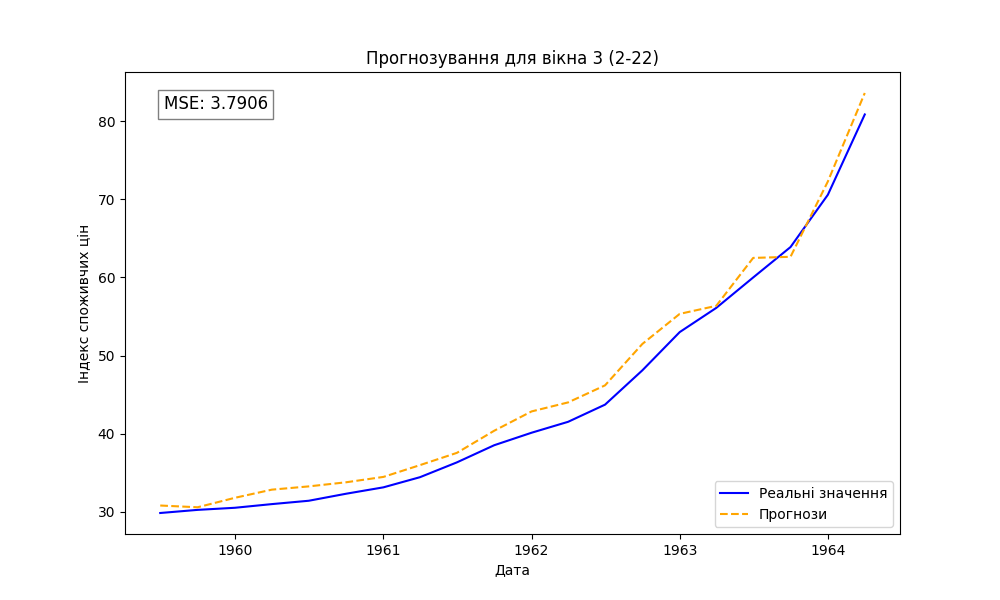 Прогнозування для вікна 3 (2-22)
MSE: 3.7906
Індекс споживчих цін
80
70
60
50
40
30
1960 1961 1962 1963 1964
Дата
Реальні значення
Прогнози